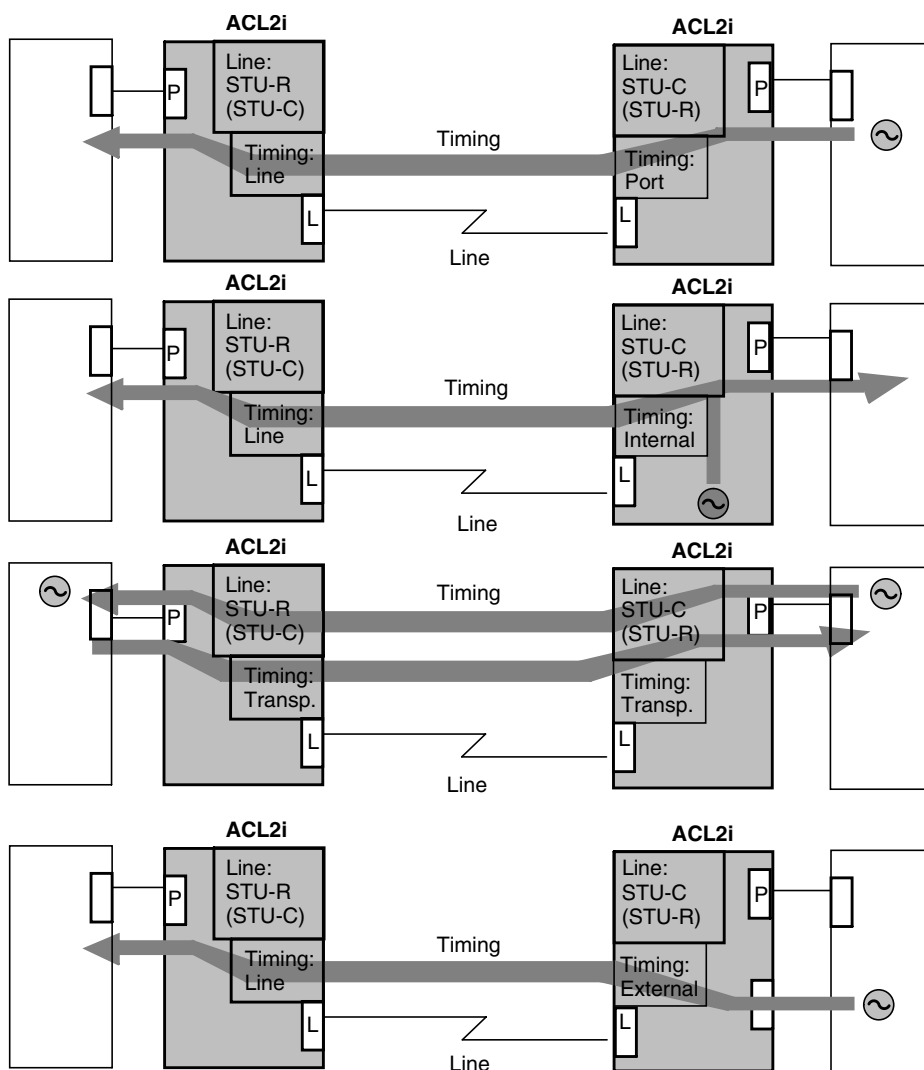 ACL2i
ACL2i
Line:
STU-R
(STU-C)
Line:
STU-C
(STU-R)
P
P
Timing
Timing:
Line
Timing:
Port
L
L
Line
ACL2i
ACL2i
Line:
STU-R
(STU-C)
Line:
STU-C
(STU-R)
P
P
Timing
Timing:
Line
Timing:
Internal
L
L
Line
ACL2i
ACL2i
Line:
STU-R
(STU-C)
Line:
STU-C
(STU-R)
P
P
Timing
Timing:
Transp.
Timing:
Transp.
L
L
Line
ACL2i
ACL2i
Line:
STU-R
(STU-C)
Line:
STU-C
(STU-R)
P
P
Timing
Timing:
Line
Timing:
External
L
L
Line